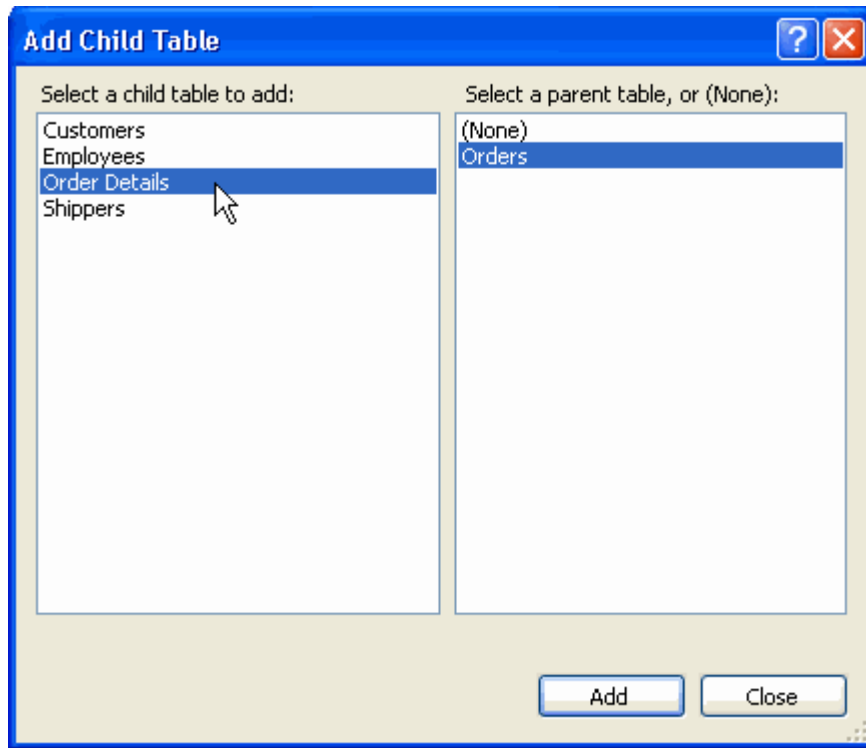 Add Child Table
?
Select a child table to add:
Customers
Employees
Order Details
Shippers
Select a parent table, or (None):
(None)
Orders
Add
Close